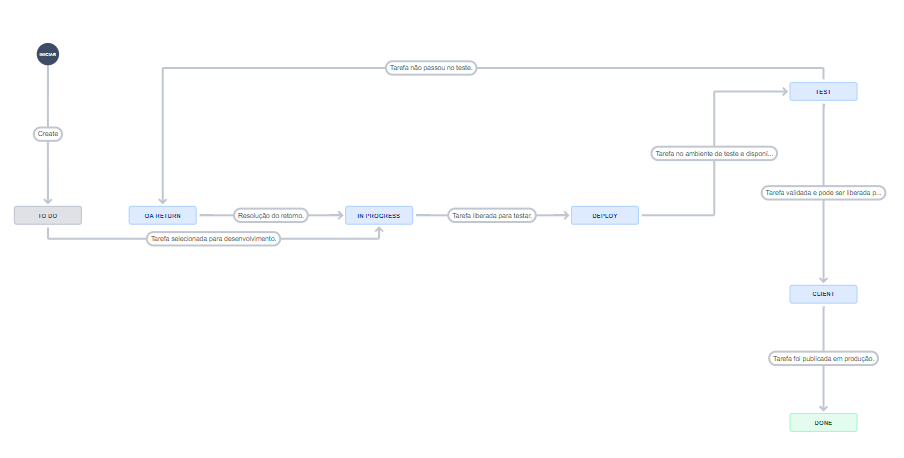 INICIAR
Tarefa não passou no teste.
TEST
Create
Tarefa no ambiente de teste e disponí...
Tarefa validada e pode ser liberada p...
TO DO
QA RETURN
Resolução do retorno.
IN PROGRESS
Tarefa liberada para testar.
DEPLOY
Tarefa selecionada para desenvolvimento.
CLIENT
Tarefa foi publicada em produção.
DONE